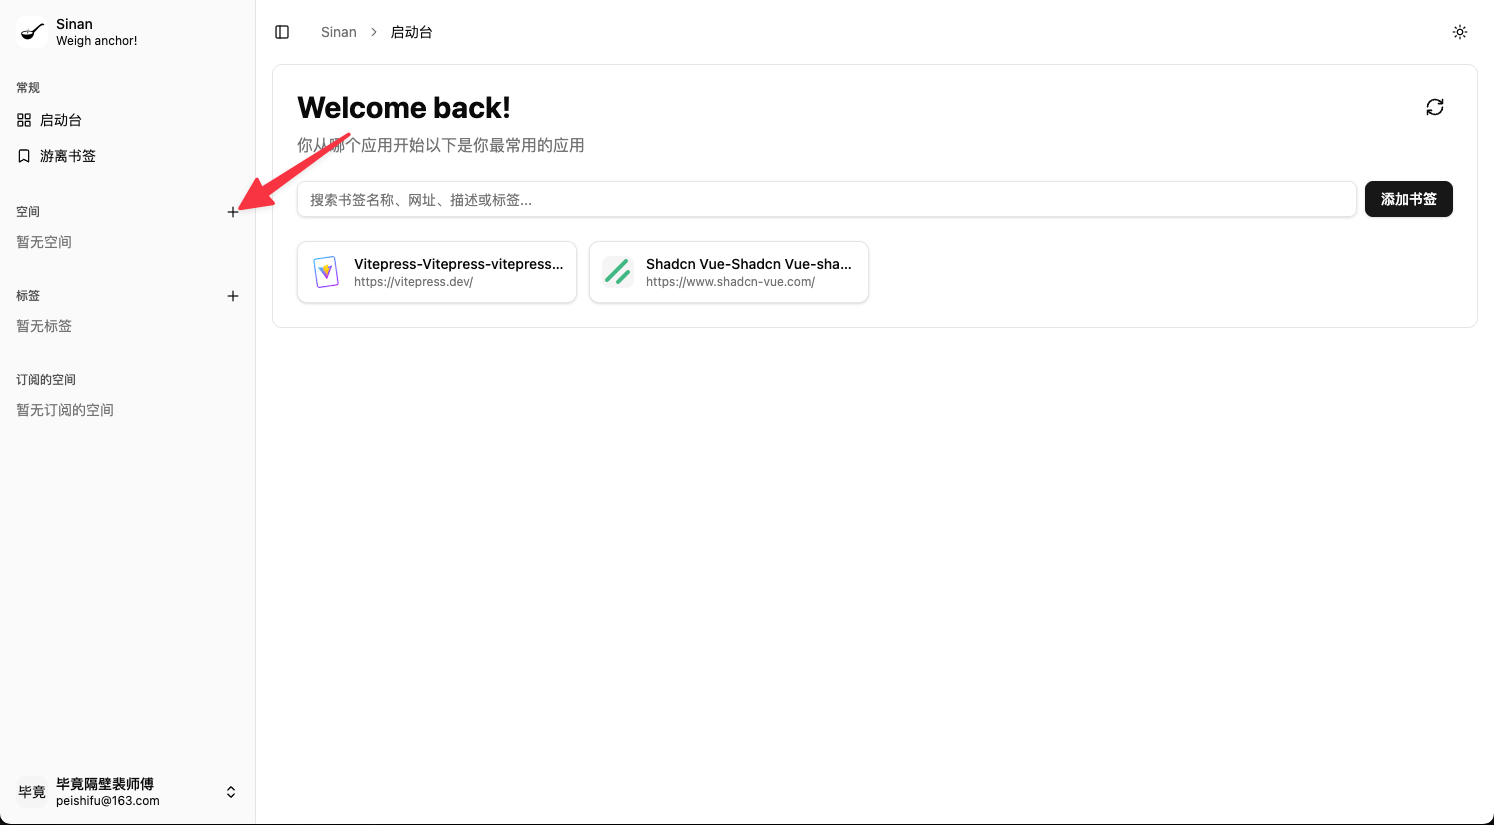 Sinan
Weigh anchor!
常规
启动台
游离书签
空间
暂无空间
标签
暂无标签
订阅的空间
暂无订阅的空间
毕竟
毕竟隔壁裴师傅
peishifu@163.com
Sinan
启动台
Welcome back!
你从哪个应用开始以下是你最常用的应用
搜索书签名称、网址、描述或标签...
添加书签
Vitepress-Vitepress-vitepress...
https://vitepress.dev/
Shadcn Vue-Shadcn Vue-sha...
https://www.shadcn-vue.com/